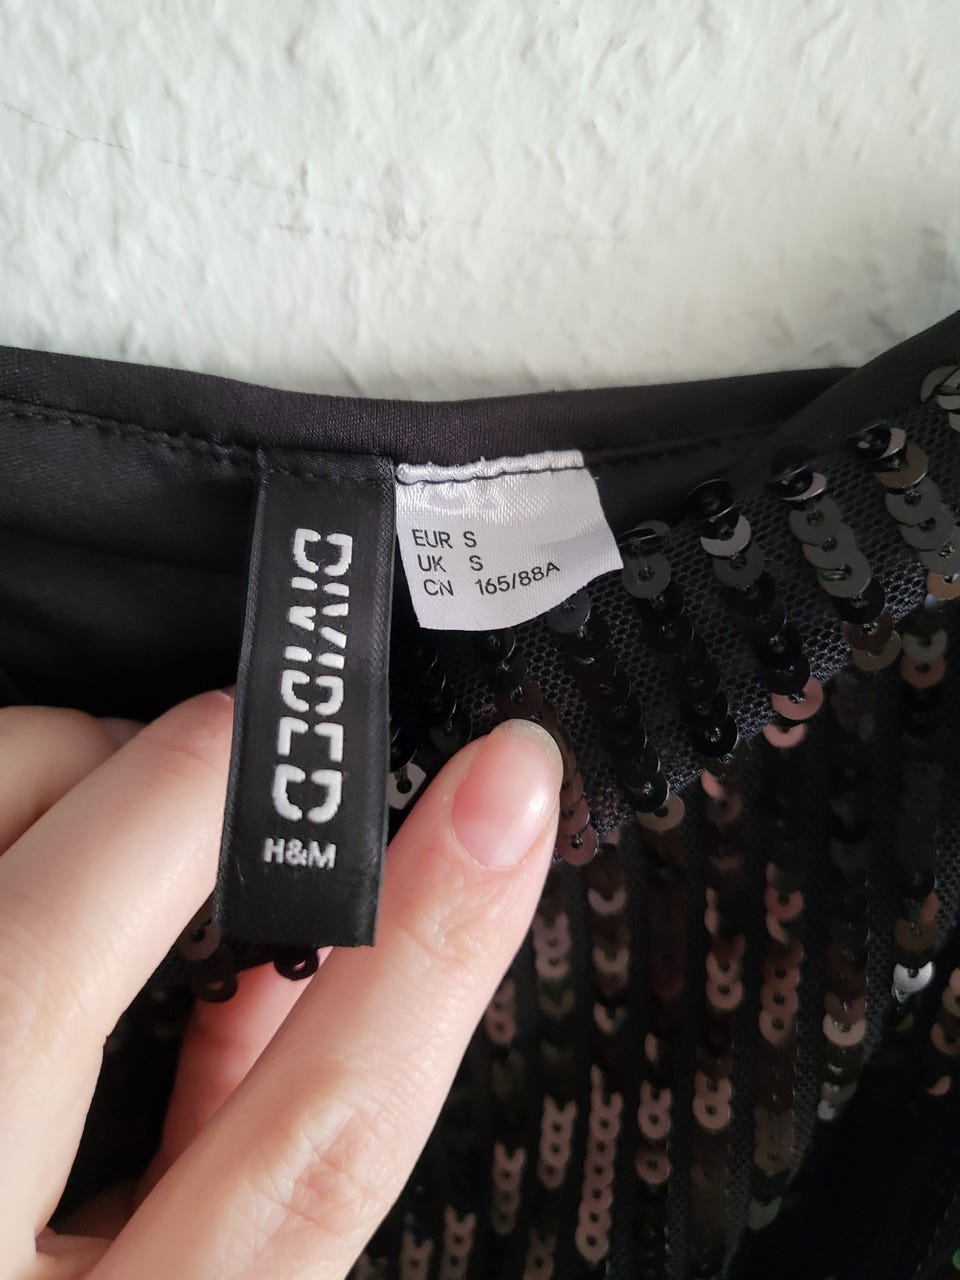 DIVIDED
H&M
EUR S
UK S
CN 165/88A